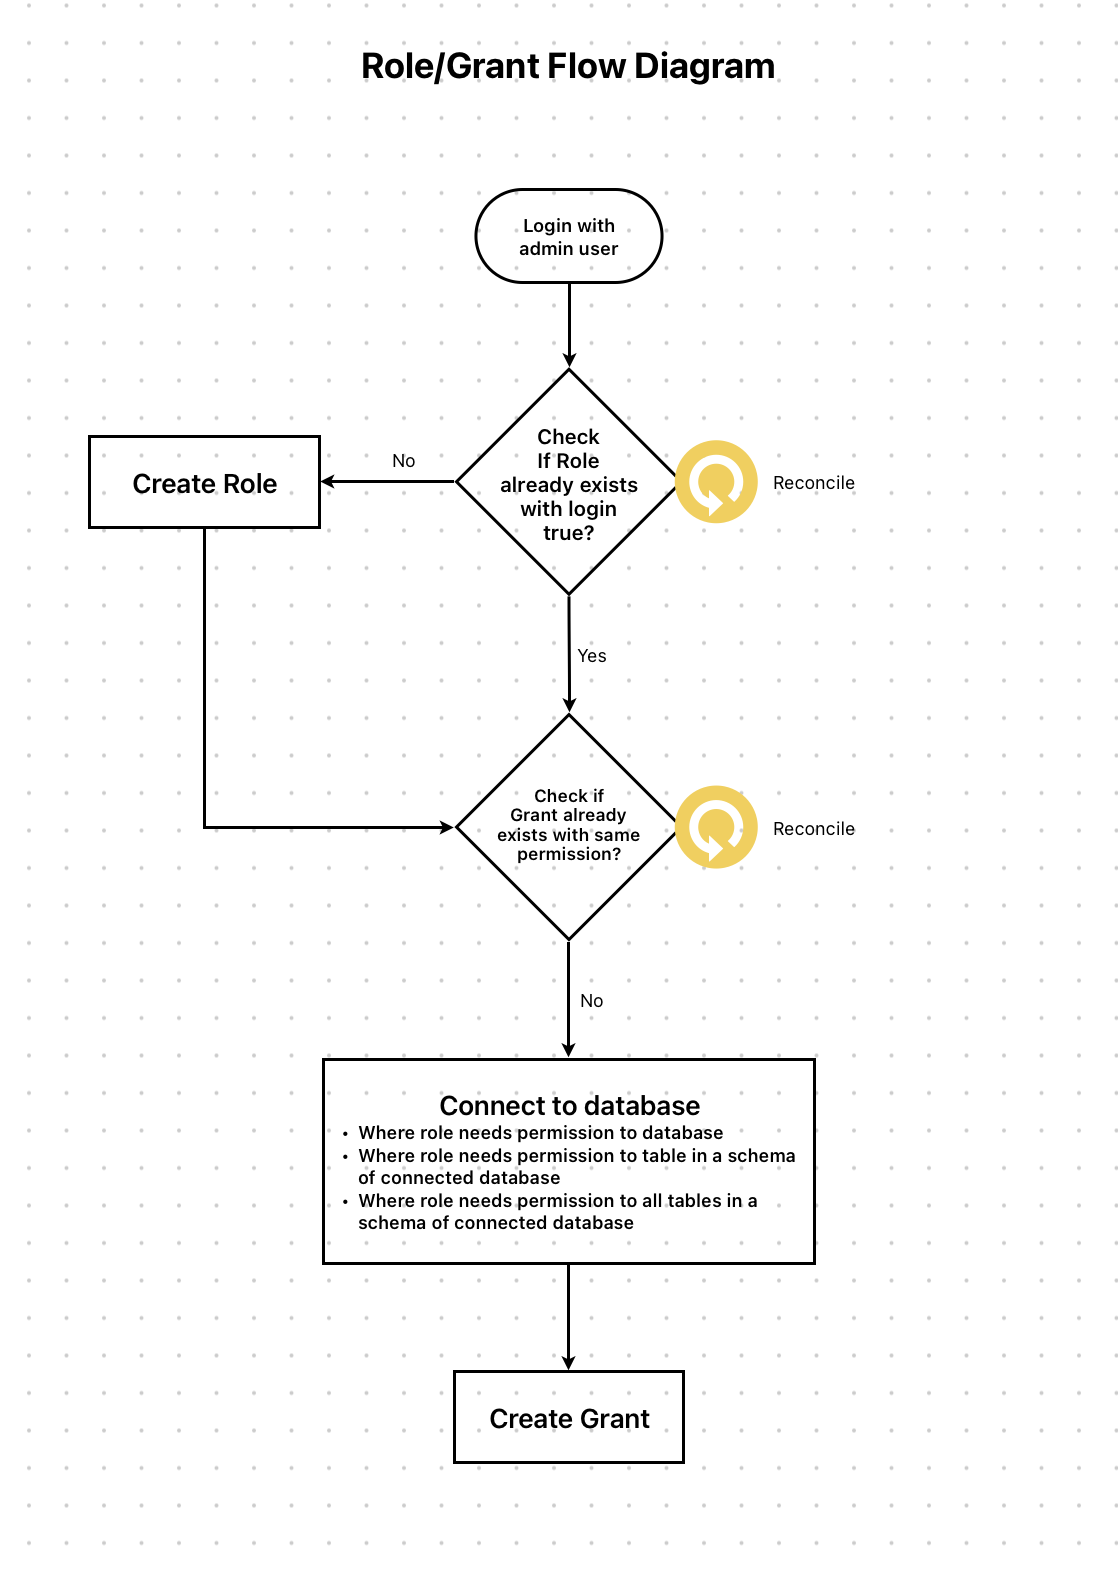 Role/Grant Flow Diagram
Login with
admin user
Check
If Role
already exists
with login
true?
Reconcile
No
Create Role
Yes
Check if
Grant already
exists with same
permission?
Reconcile
No
Connect to database
• Where role needs permission to database
• Where role needs permission to table in a schema
of connected database
• Where role needs permission to all tables in a
schema of connected database
Create Grant